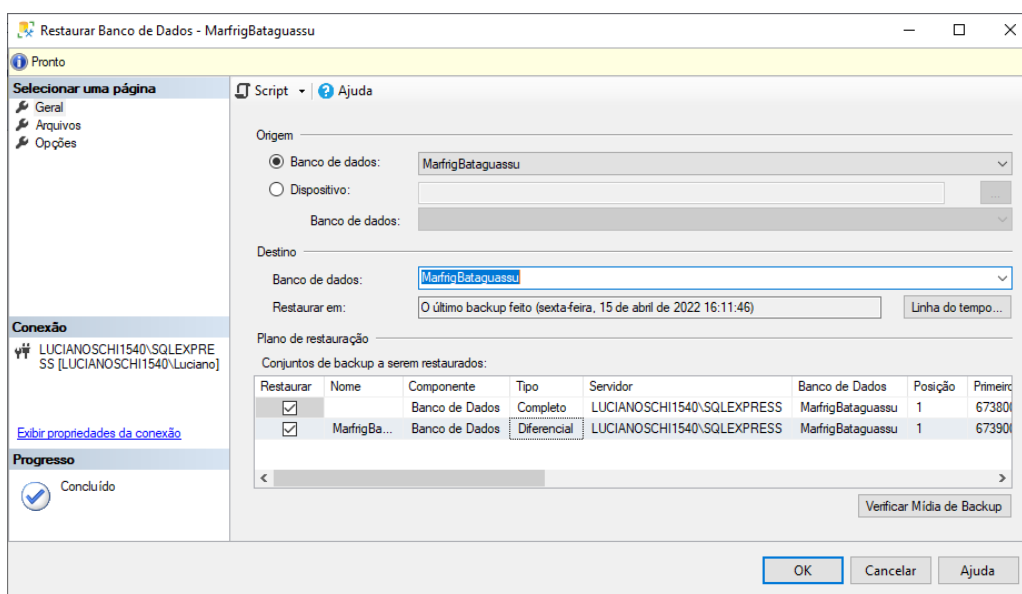 Restaurar Banco de Dados - MarfrigBataguassu
Pronto
Selecionar uma página
Geral
Arquivos
Opções
Conexão
LUCIANOSCHI1540\SQLEXPRE
SS [LUCIANOSCHI1540\Luciano]
Exibir propriedades da conexão
Progresso
Concluído
Script Ajuda
Origem
Banco de dados: MarfrigBataguassu
Dispositivo: ...
Banco de dados:
Destino
Banco de dados: MarfrigBataguassu
Restaurar em: O último backup feito (sexta-feira, 15 de abril de 2022 16:11:46) Linha do tempo...
Plano de restauração
Conjuntos de backup a serem restaurados:
Restaurar Nome Componente Tipo Servidor Banco de Dados Posição Primeiro
Banco de Dados Completo LUCIANOSCHI1540\SQLEXPRESS MarfrigBataguassu 1 673800
MarfrigBa... Banco de Dados Diferencial LUCIANOSCHI1540\SQLEXPRESS MarfrigBataguassu 1 673900
Verificar Mídia de Backup
OK Cancelar Ajuda